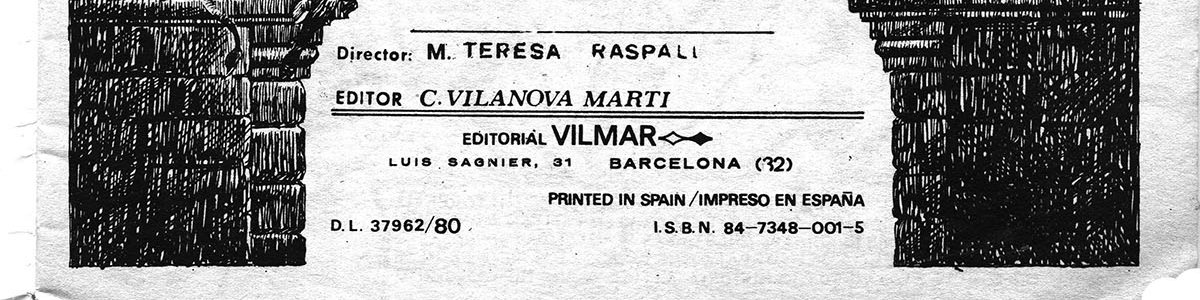 Director: M. TERESA RASPALL
EDITOR C. VILANOVA MARTI
EDITORIAL VILMAR
LUIS SAGNIER, 31 BARCELONA (32)
PRINTED IN SPAIN / IMPRESO EN ESPAÑA
D.L. 37962/80 I.S.B.N. 84-7348-001-5